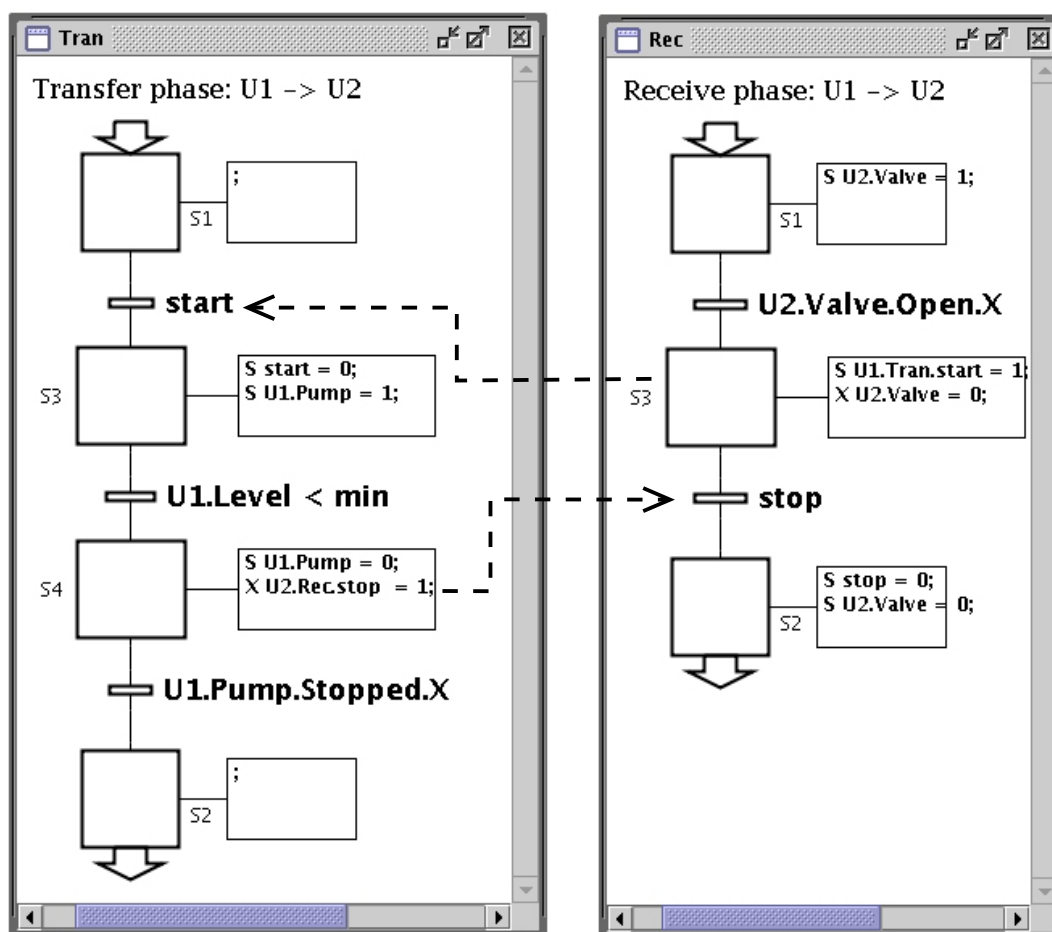 Tran
Transfer phase: U1 -> U2
;
S1
start
S start = 0;
S U1.Pump = 1;
S3
U1.Level < min
S U1.Pump = 0;
X U2.Rec.stop = 1;
S4
U1.Pump.Stopped.X
;
S2
Rec
Receive phase: U1 -> U2
S U2.Valve = 1;
S1
U2.Valve.Open.X
S U1.Tran.start = 1;
X U2.Valve = 0;
S3
stop
S stop = 0;
S U2.Valve = 0;
S2